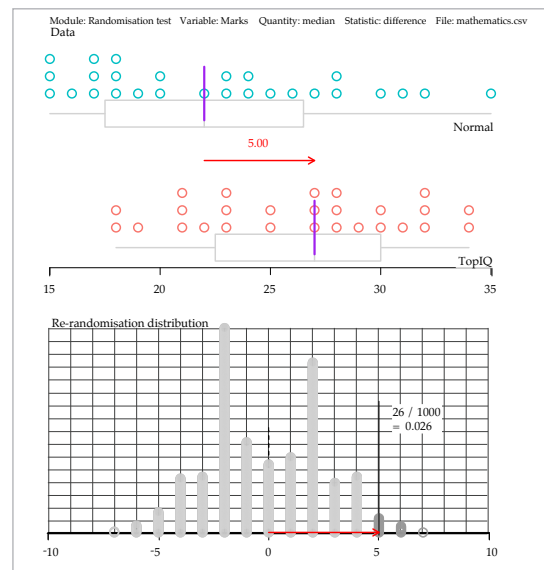 Module: Randomisation test Variable: Marks Quantity: median Statistic: difference File: mathematics.csv
Data
Normal
5.00
TopIQ
15 20 25 30 35
Re-randomisation distribution
26 / 1000
= 0.026
-10 -5 0 5 10